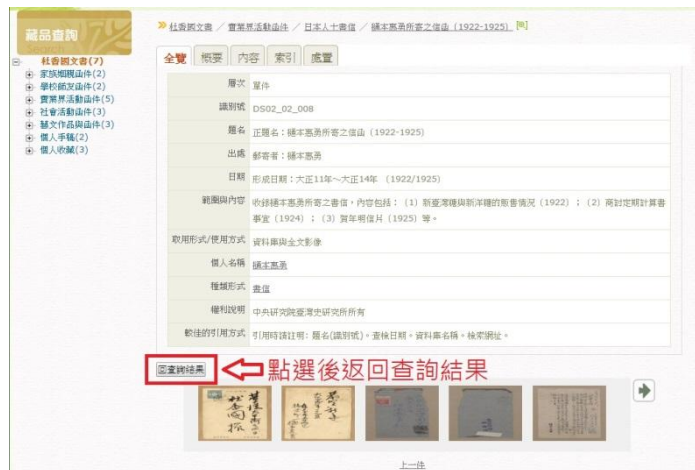 藏品查詢
Search
杜香國文書(7)
家族姻親函件(2)
學校師友函件(2)
實業界活動函件(5)
社會活動函件(3)
藝文作品與函件(3)
個人手稿(2)
個人收藏(3)
杜香國文書 / 實業界活動函件 / 日本人士書信 / 樋本惠勇所寄之信函 (1922-1925)
全覽 概要 內容 索引 處置
層次 單件
識別號 DS02_02_008
題名 正題名：樋本惠勇所寄之信函 (1922-1925)
出處 郵寄者：樋本惠勇
日期 形成日期：大正11年～大正14年 (1922/1925)
範圍與內容 收錄樋本惠勇所寄之書信，內容包括：(1) 新臺灣糖與新洋糖的販售情況 (1922) ；(2) 商討定期計算書
事宜 (1924) ；(3) 賀年明信片 (1925) 等。
取用形式/使用方式 資料庫與全文影像
個人名稱 樋本惠勇
種類形式 書信
權利說明 中央研究院臺灣史研究所所有
較佳的引用方式 引用時請註明：題名(識別號)。查檢日期。資料庫名稱。檢索網址。
回查詢結果 點選後返回查詢結果
上一件